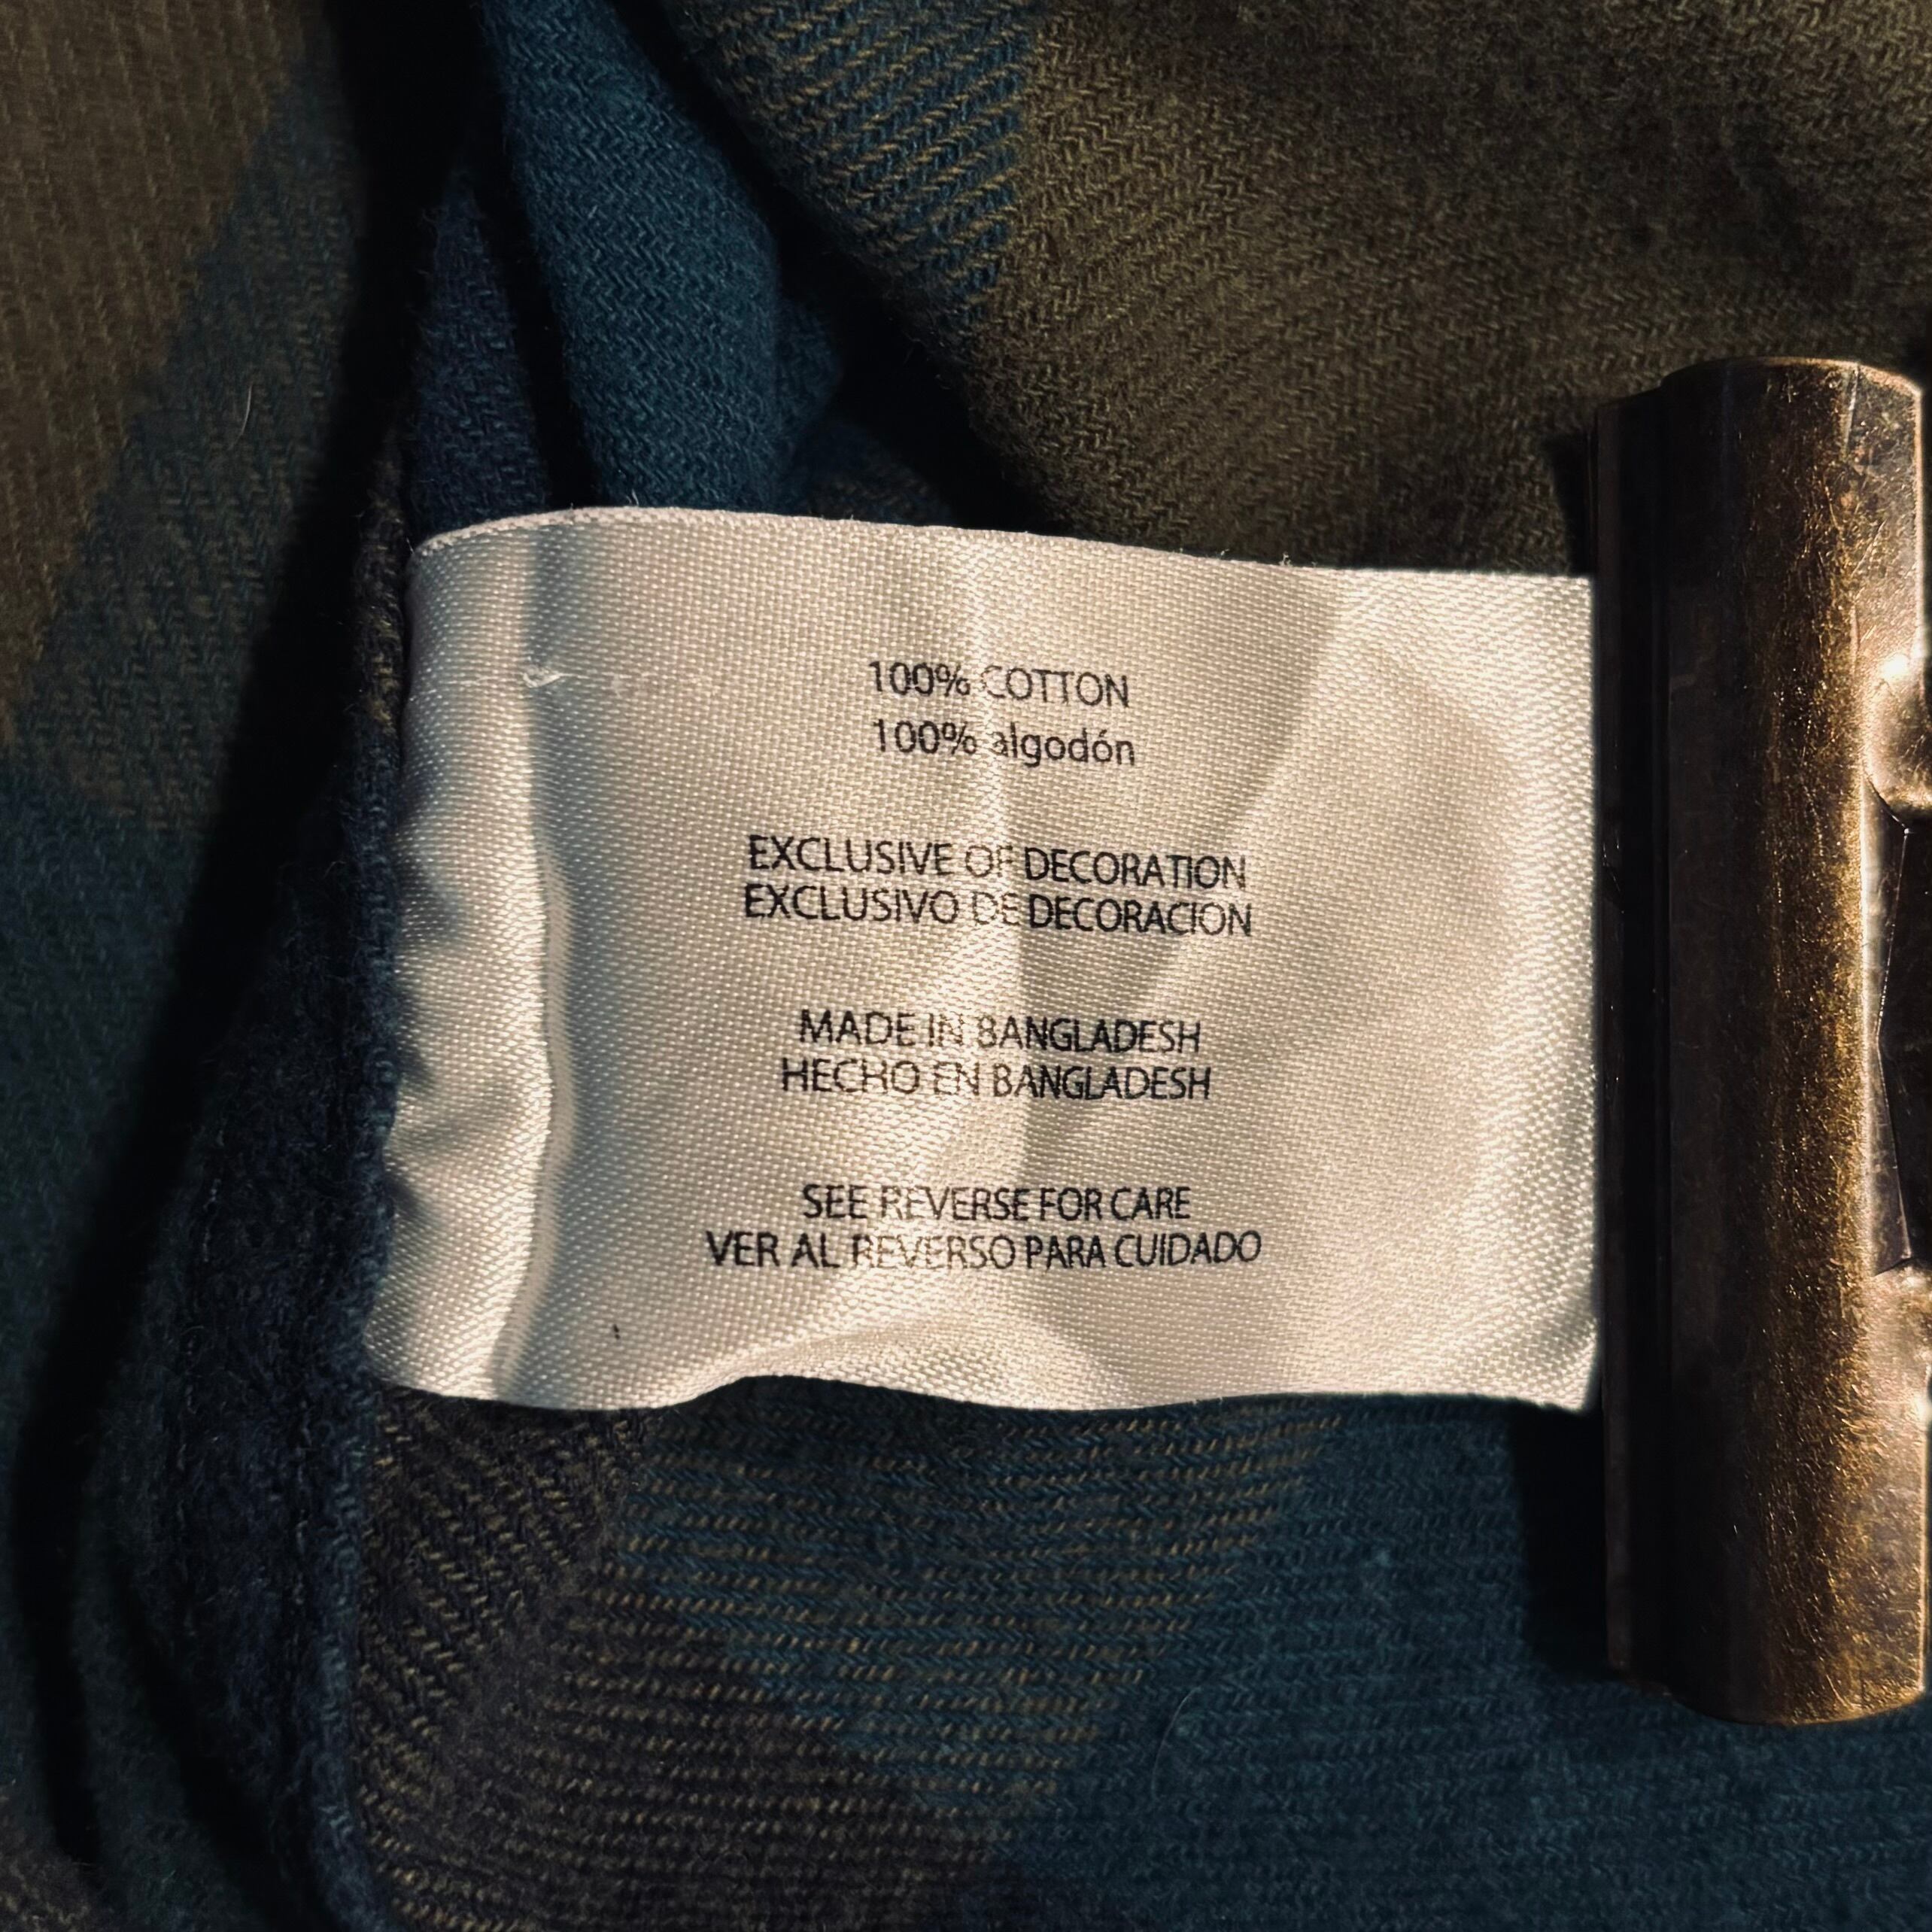 100% COTTON
100% algodón
EXCLUSIVE OF DECORATION
EXCLUSIVO DE DECORACION
MADE IN BANGLADESH
HECHO EN BANGLADESH
SEE REVERSE FOR CARE
VER AL REVERSO PARA CUIDADO